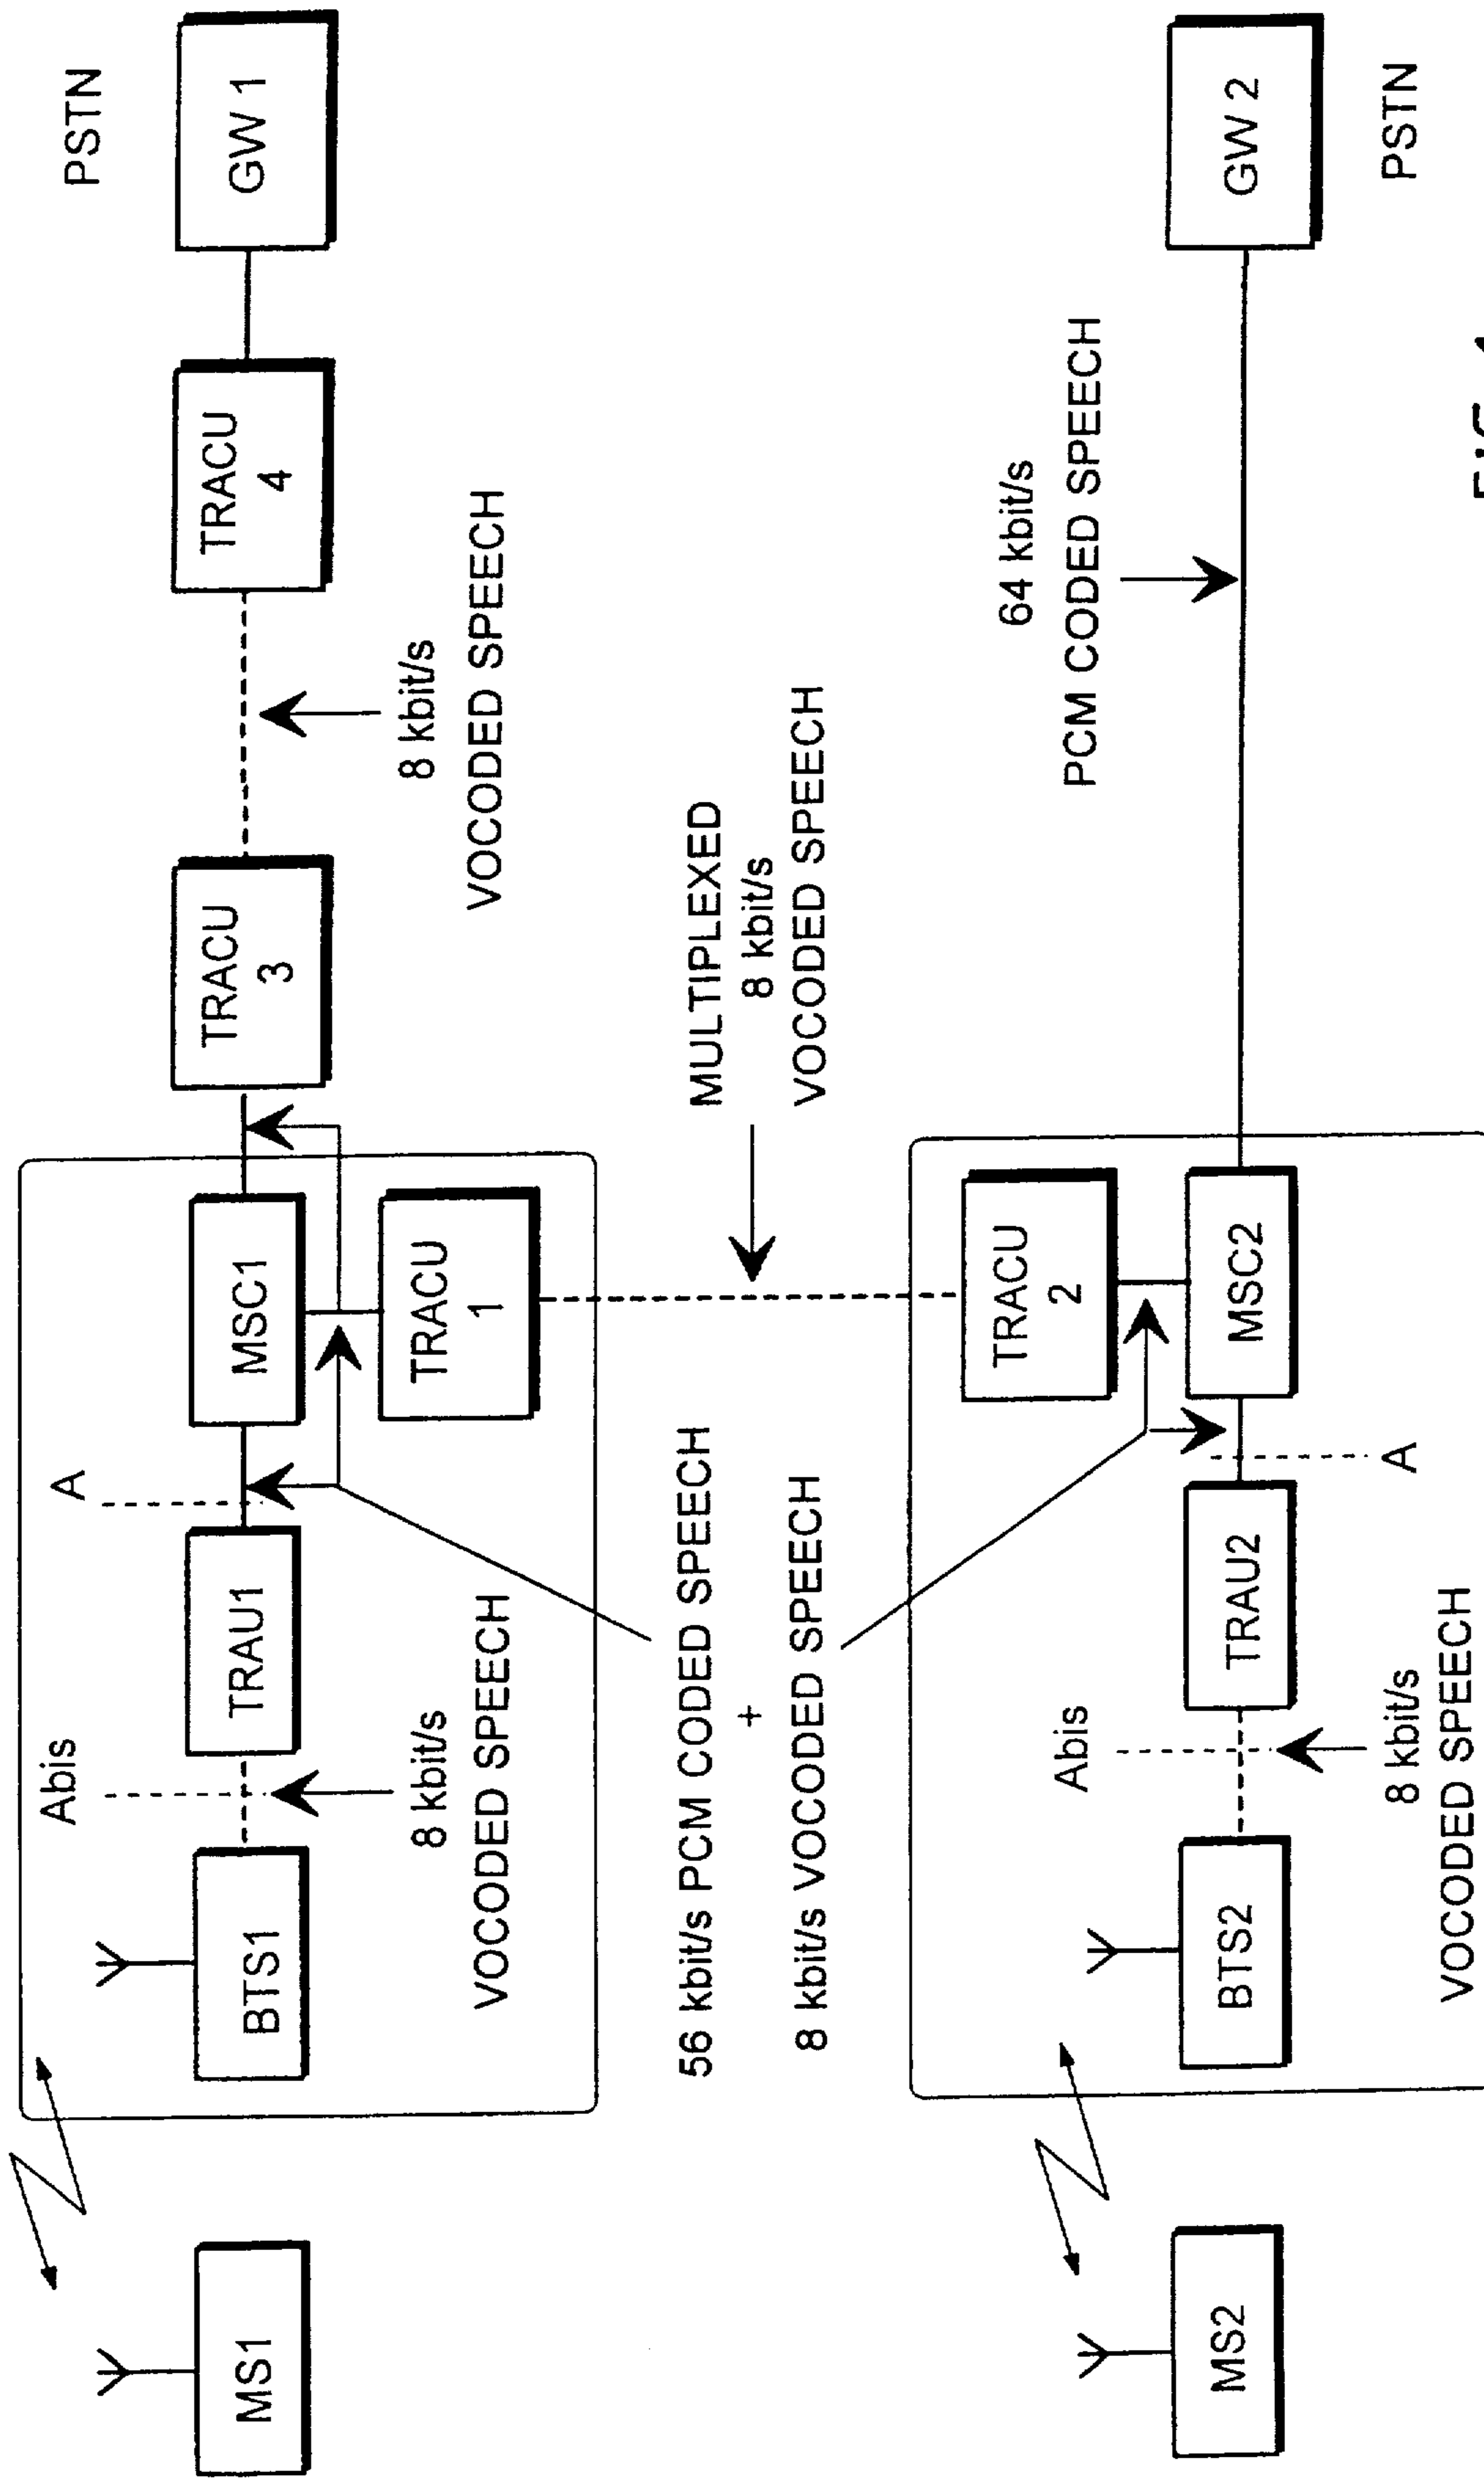 PSTN
GW 1
TRACU
4
8 kbit/s
VOCODED SPEECH
TRACU
3
MSC1
TRACU
1
A
TRAU1
Abis
8 kbit/s
VOCODED SPEECH
BTS1
MS1
MULTIPLEXED
8 kbit/s
VOCODED SPEECH
56 kbit/s PCM CODED SPEECH
+
8 kbit/s VOCODED SPEECH
64 kbit/s
PCM CODED SPEECH
GW 2
PSTN
TRACU
2
MSC2
A
TRAU2
Abis
8 kbit/s
VOCODED SPEECH
BTS2
MS2